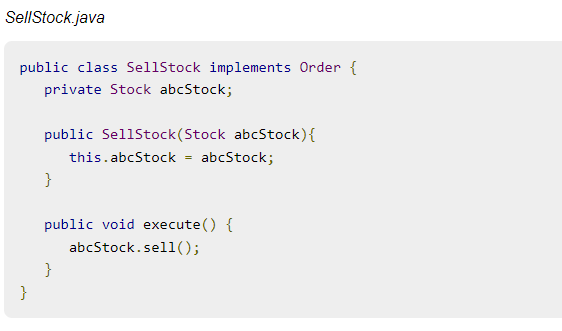 SellStock.java
public class SellStock implements Order {
private Stock abcStock;
public SellStock(Stock abcStock){
this.abcStock = abcStock;
}
public void execute() {
abcStock.sell();
}
}